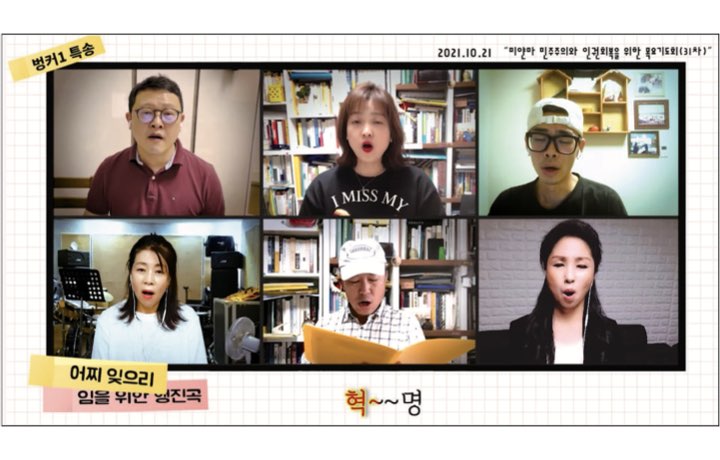 벙커1 특송
2021.10.21 "미얀마 민주주의와 인권회복을 위한 목요기도회(31차)"
I MISS MY
어찌 잊으리
임을 위한 행진곡
혁~~명